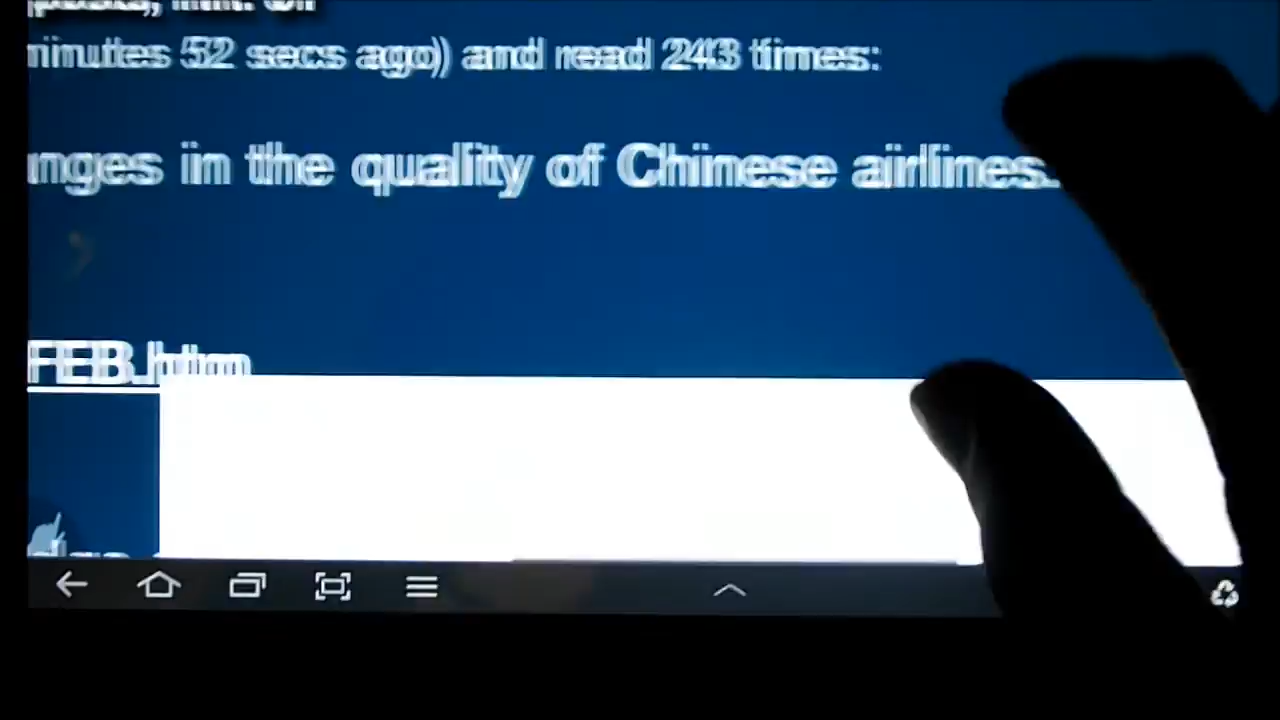 minutes 52 secs ago) and read 243 times:
nges in the quality of Chinese airlines.
FEB.htm